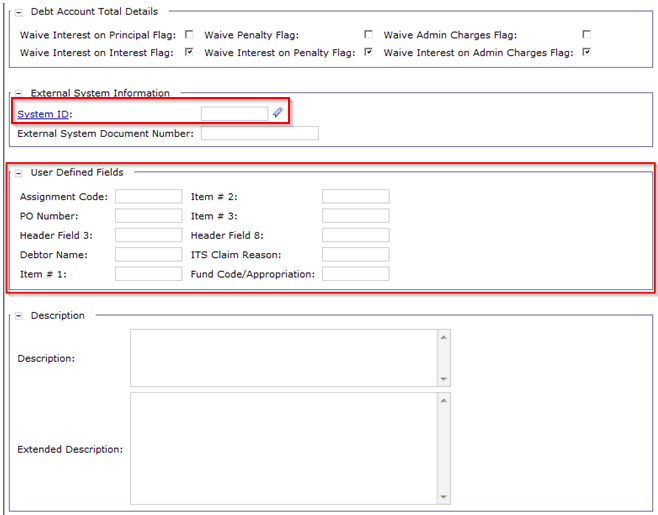 Debt Account Total Details
Waive Interest on Principal Flag: Waive Penalty Flag: Waive Admin Charges Flag:
Waive Interest on Interest Flag: Waive Interest on Penalty Flag: Waive Interest on Admin Charges Flag:
External System Information
System ID:
External System Document Number:
User Defined Fields
Assignment Code: Item # 2:
PO Number: Item # 3:
Header Field 3: Header Field 8:
Debtor Name: ITS Claim Reason:
Item # 1: Fund Code/Appropriation:
Description
Description:
Extended Description: